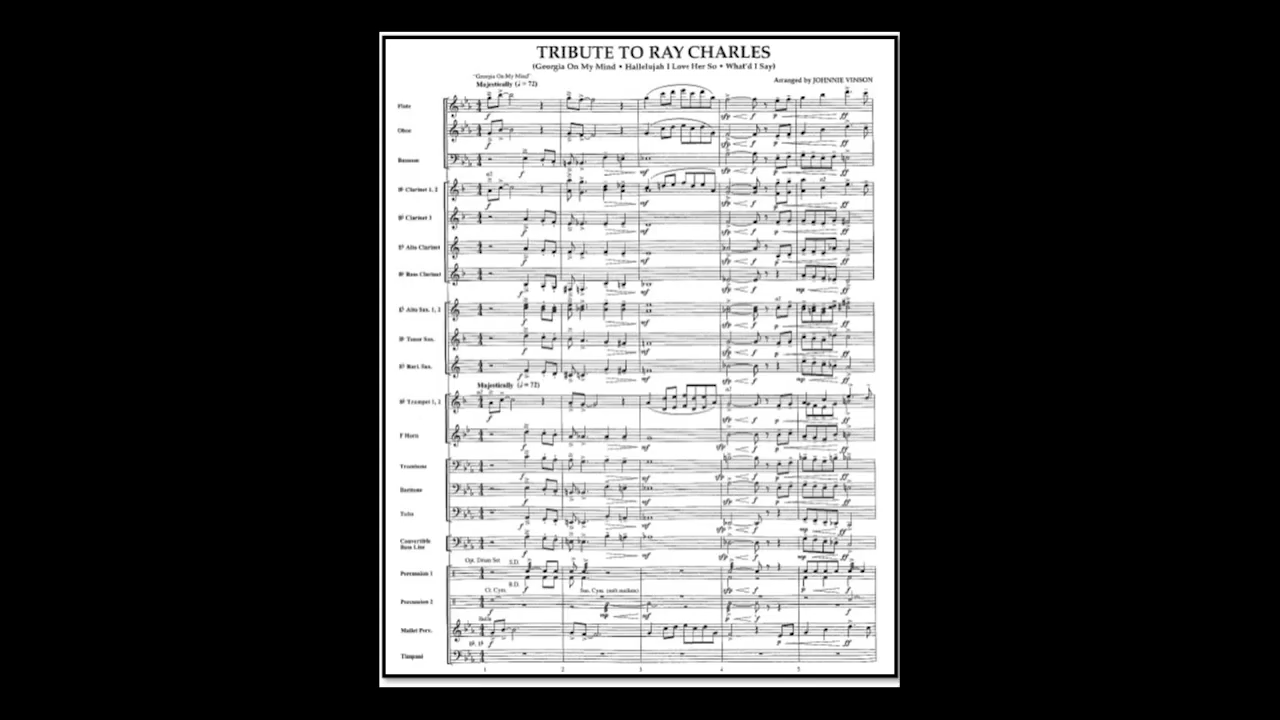 TRIBUTE TO RAY CHARLES
(Georgia On My Mind • Hallelujah I Love Her So • What'd I Say)
Arranged by JOHNNIE VINSON
"Georgia On My Mind"
Majestically (♩ = 72)
Flute
Oboe
Bassoon
B♭ Clarinet 1, 2
B♭ Clarinet 3
E♭ Alto Clarinet
B♭ Bass Clarinet
E♭ Alto Sax. 1, 2
B♭ Tenor Sax.
E♭ Bari. Sax.
Majestically (♩ = 72)
B♭ Trumpet 1, 2
F Horn
Trombone
Baritone
Tuba
Convertible
Bass Line
Opt. Drum Set
S.D.
Percussion 1
B.D.
Cr. Cym.
Sus. Cym. (soft mallets)
Percussion 2
Bells
Mallet Perc.
Timpani
1 2 3 4 5